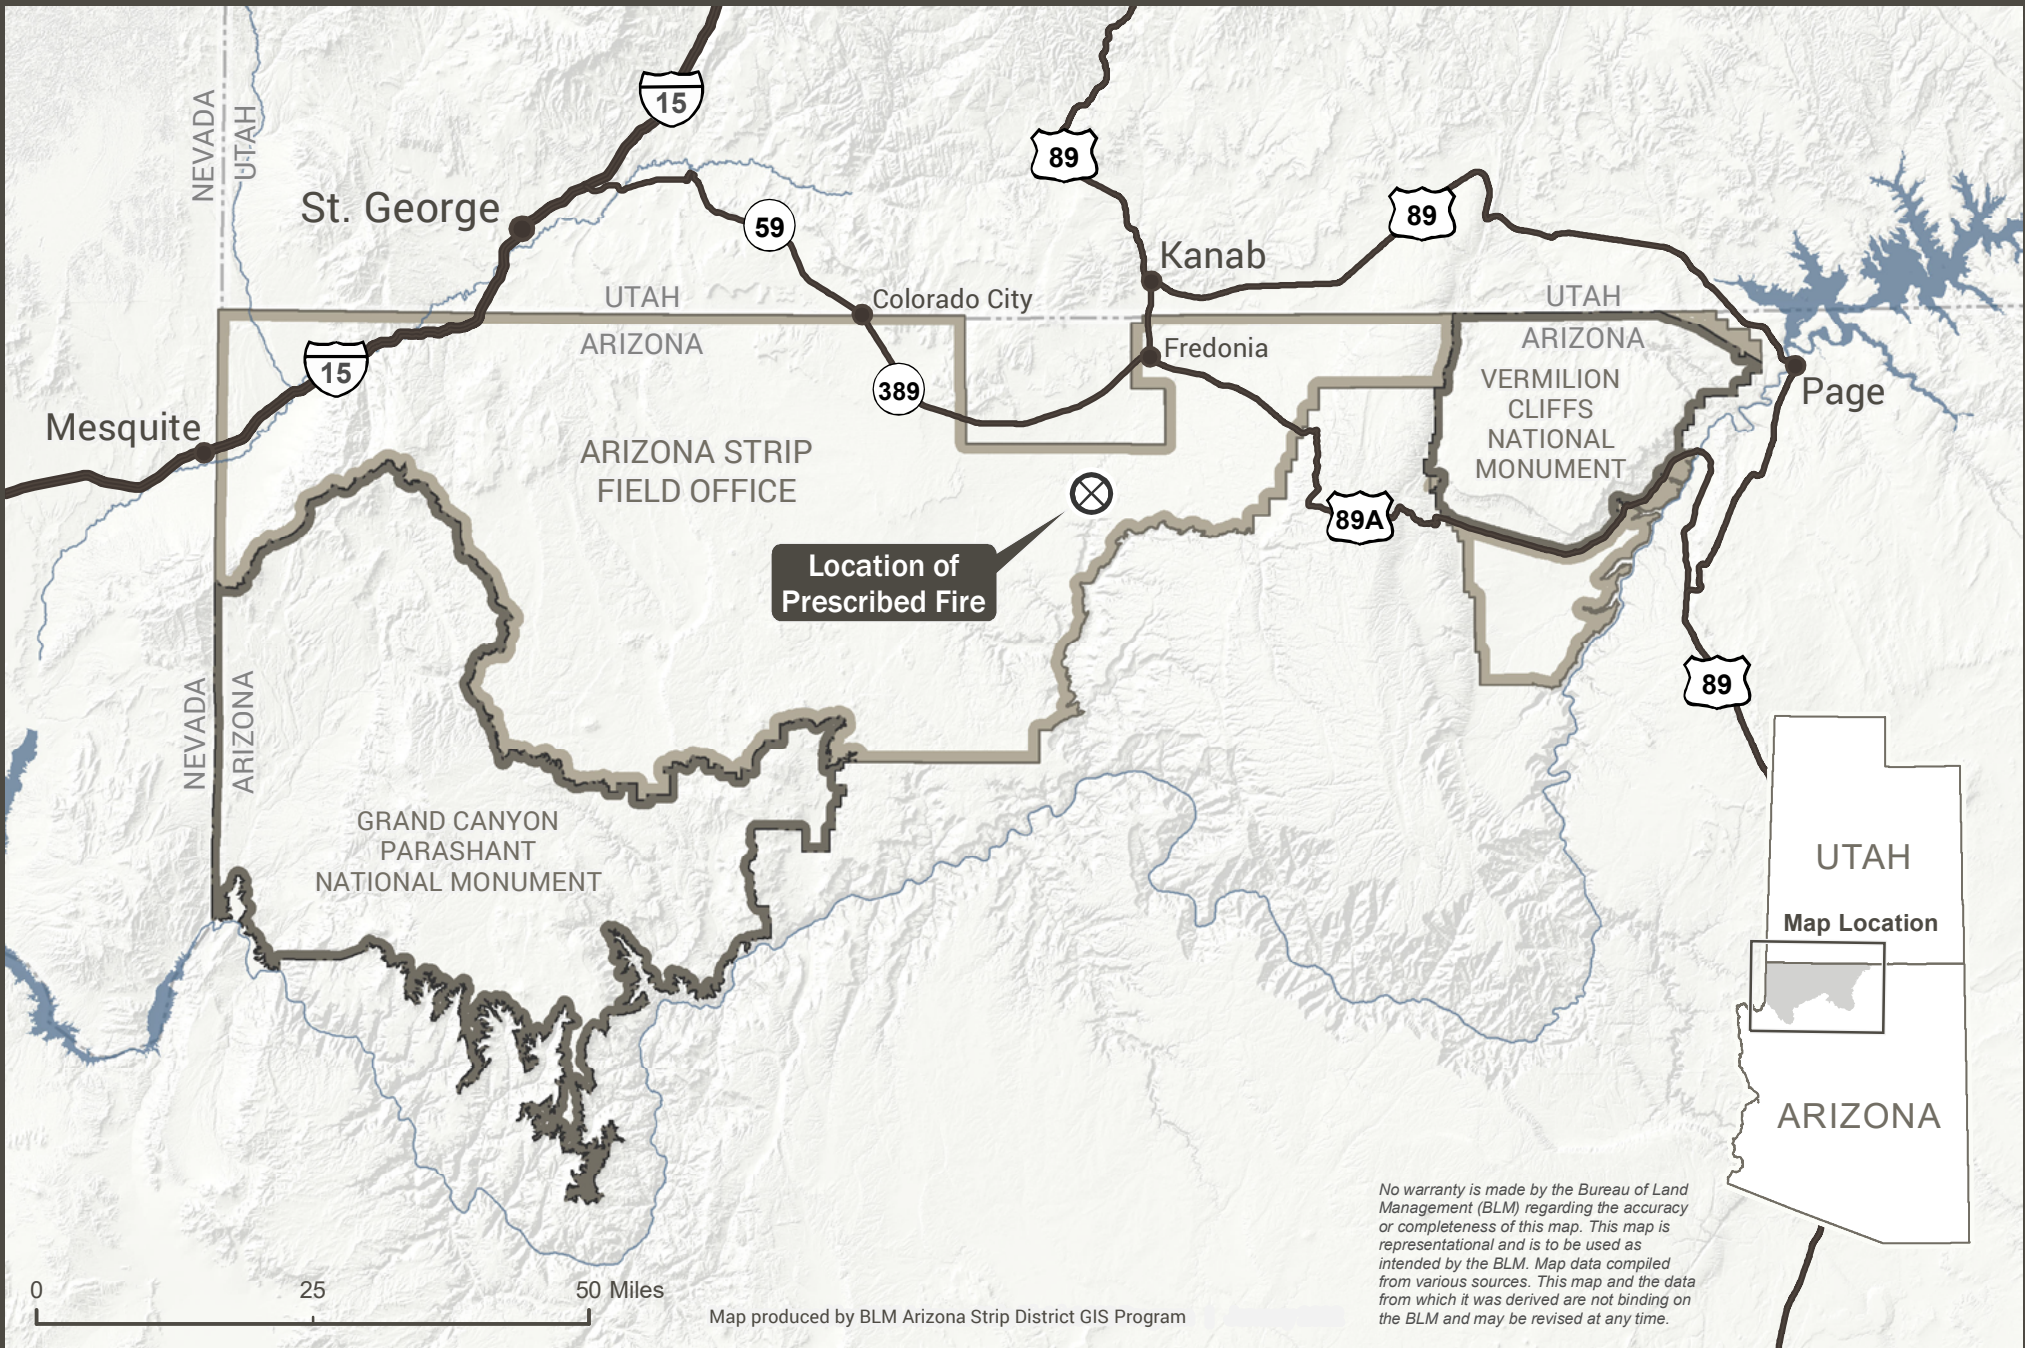 NEVADA
UTAH
15
89
89
St. George
59
Kanab
UTAH
ARIZONA
Colorado City
UTAH
ARIZONA
Fredonia
15
389
Page
Mesquite
VERMILION
CLIFFS
NATIONAL
MONUMENT
ARIZONA STRIP
FIELD OFFICE
89A
Location of
Prescribed Fire
NEVADA
ARIZONA
89
GRAND CANYON
PARASHANT
NATIONAL MONUMENT
UTAH
Map Location
ARIZONA
No warranty is made by the Bureau of Land
Management (BLM) regarding the accuracy
or completeness of this map. This map is
representational and is to be used as
intended by the BLM. Map data compiled
from various sources. This map and the data
from which it was derived are not binding on
the BLM and may be revised at any time.
0 25 50 Miles
Map produced by BLM Arizona Strip District GIS Program